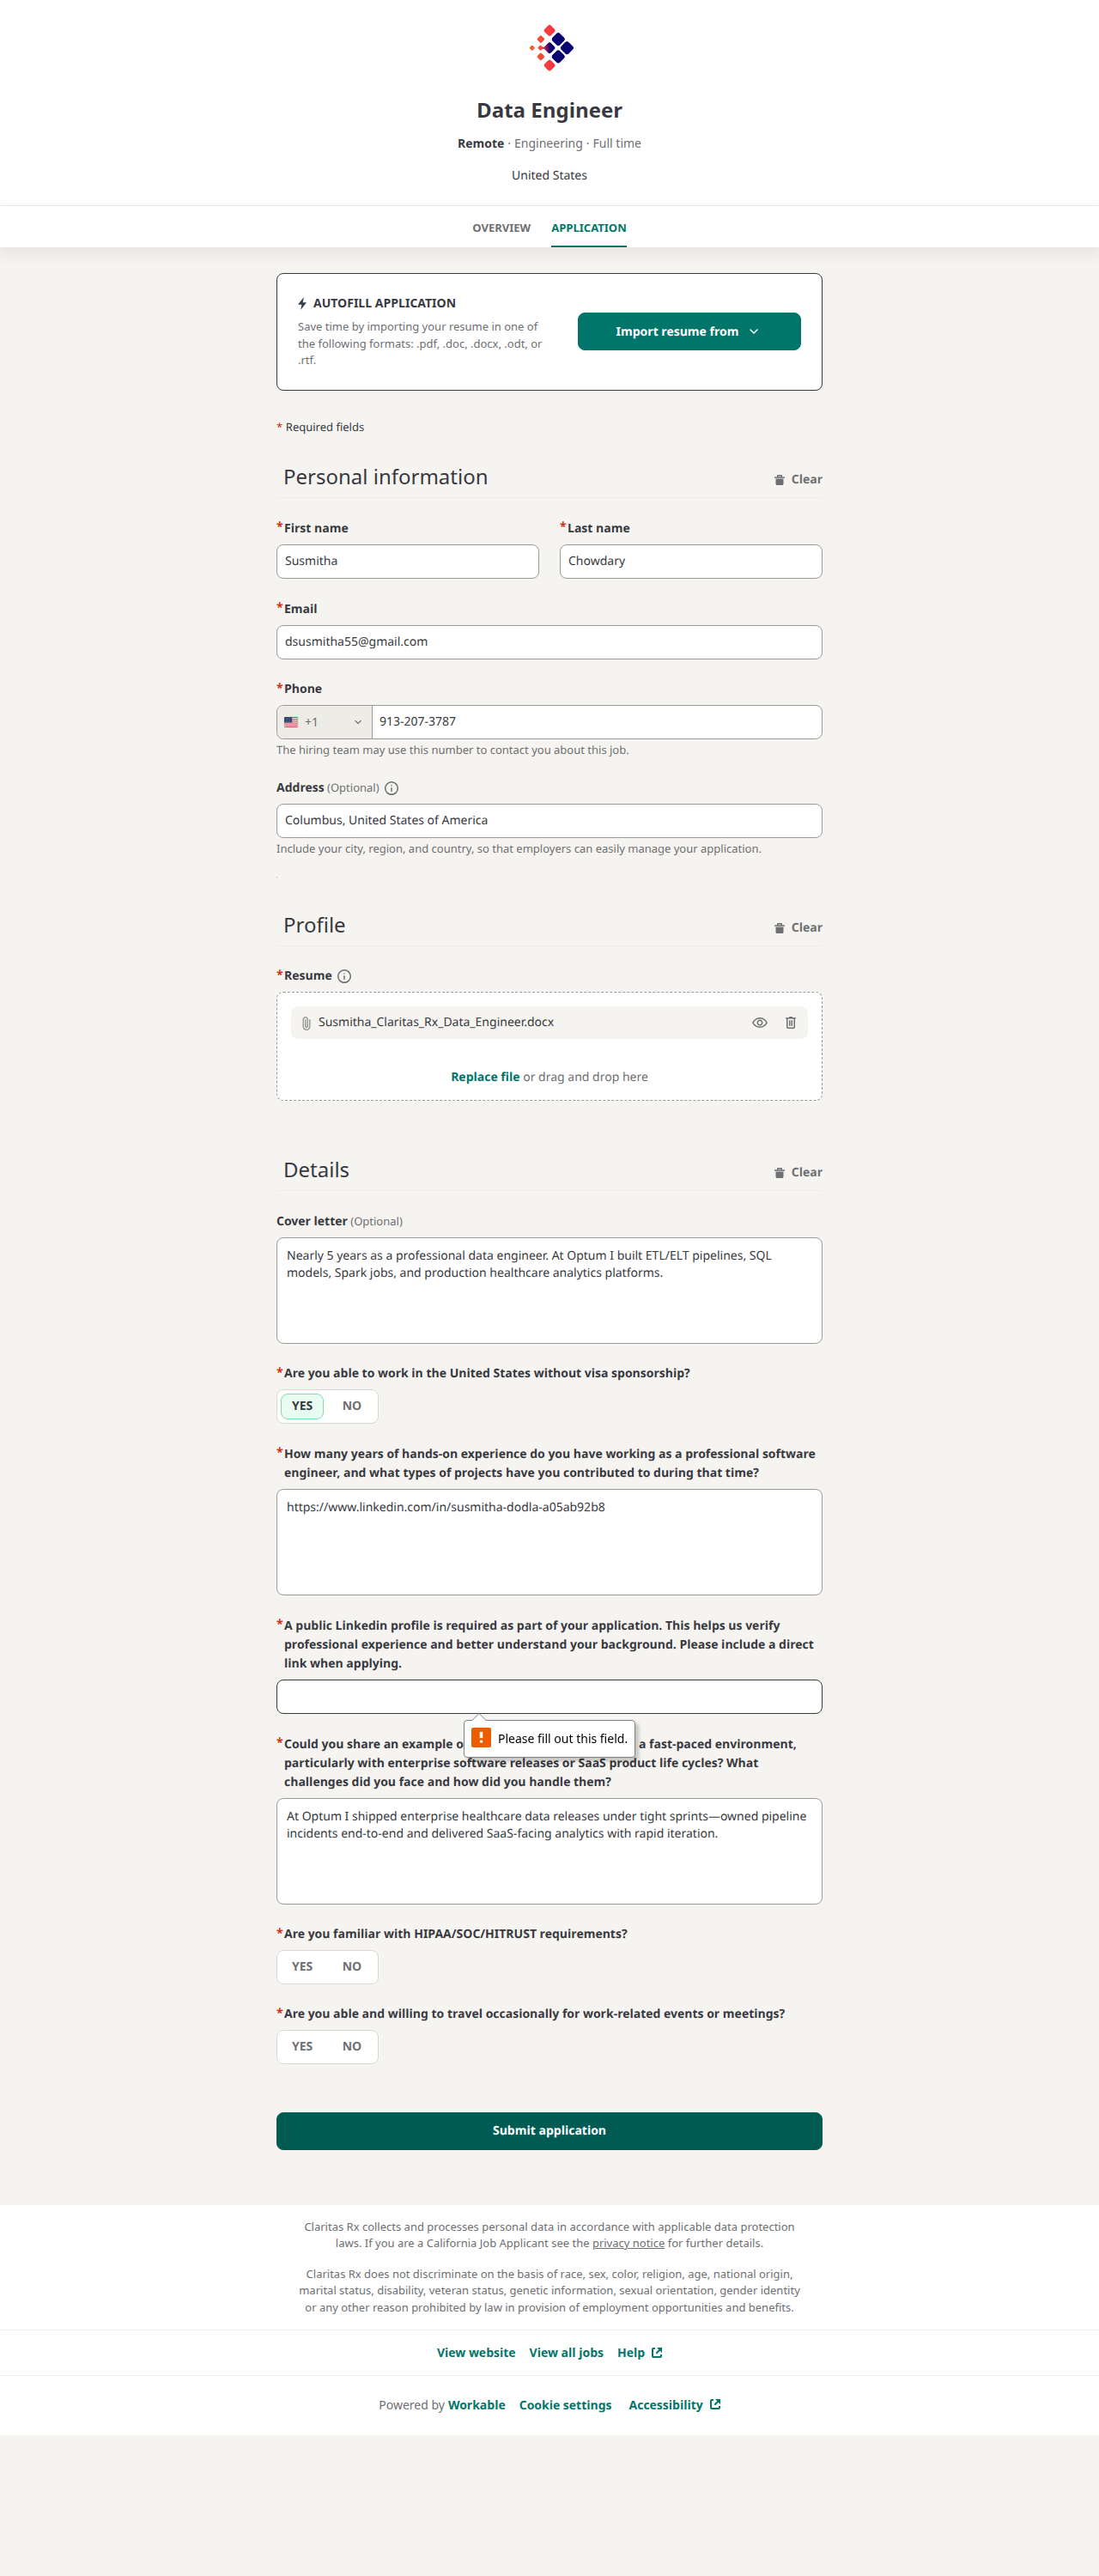 Data Engineer
Remote · Engineering · Full time
United States
OVERVIEW APPLICATION
AUTOFILL APPLICATION
Save time by importing your resume in one of
the following formats: .pdf, .doc, .docx, .odt, or
.rtf.
Import resume from
* Required fields
Personal information Clear
*First name *Last name
Susmitha Chowdary
*Email
dsusmitha55@gmail.com
*Phone
+1 913-207-3787
The hiring team may use this number to contact you about this job.
Address (Optional)
Columbus, United States of America
Include your city, region, and country, so that employers can easily manage your application.
Profile Clear
*Resume
Susmitha_Claritas_Rx_Data_Engineer.docx
Replace file or drag and drop here
Details Clear
Cover letter (Optional)
Nearly 5 years as a professional data engineer. At Optum I built ETL/ELT pipelines, SQL
models, Spark jobs, and production healthcare analytics platforms.
*Are you able to work in the United States without visa sponsorship?
YES NO
*How many years of hands-on experience do you have working as a professional software
engineer, and what types of projects have you contributed to during that time?
https://www.linkedin.com/in/susmitha-dodla-a05ab92b8
*A public Linkedin profile is required as part of your application. This helps us verify
professional experience and better understand your background. Please include a direct
link when applying.
Please fill out this field.
*Could you share an example o a fast-paced environment,
particularly with enterprise software releases or SaaS product life cycles? What
challenges did you face and how did you handle them?
At Optum I shipped enterprise healthcare data releases under tight sprints—owned pipeline
incidents end-to-end and delivered SaaS-facing analytics with rapid iteration.
*Are you familiar with HIPAA/SOC/HITRUST requirements?
YES NO
*Are you able and willing to travel occasionally for work-related events or meetings?
YES NO
Submit application
Claritas Rx collects and processes personal data in accordance with applicable data protection
laws. If you are a California Job Applicant see the privacy notice for further details.
Claritas Rx does not discriminate on the basis of race, sex, color, religion, age, national origin,
marital status, disability, veteran status, genetic information, sexual orientation, gender identity
or any other reason prohibited by law in provision of employment opportunities and benefits.
View website View all jobs Help
Powered by Workable Cookie settings Accessibility